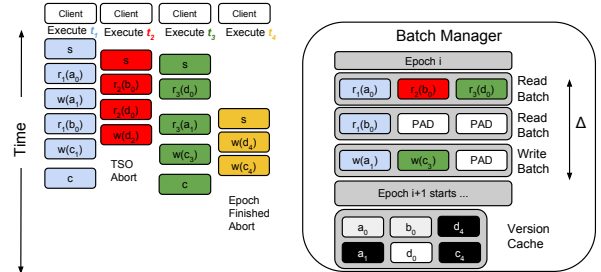 Client Client Client Client
Execute t₁ Execute t₂ Execute t₃ Execute t₄
s
r₁(a₀)
w(a₁)
r₁(b₀)
w(c₁)
c
s
r₂(b₀)
r₂(d₀)
w(d₂)
TSO
Abort
s
r₃(d₀)
r₃(a₁)
w(c₃)
c
s
w(d₄)
w(c₄)
Epoch
Finished
Abort
Time
Batch Manager
Epoch i
r₁(a₀) r₂(b₀) r₃(d₀)
Read
Batch
r₁(b₀) PAD PAD
Read
Batch
w(a₁) w(c₃) PAD
Write
Batch
Δ
Epoch i+1 starts ...
a₀ b₀ d₄
a₁ d₀ c₄
Version
Cache